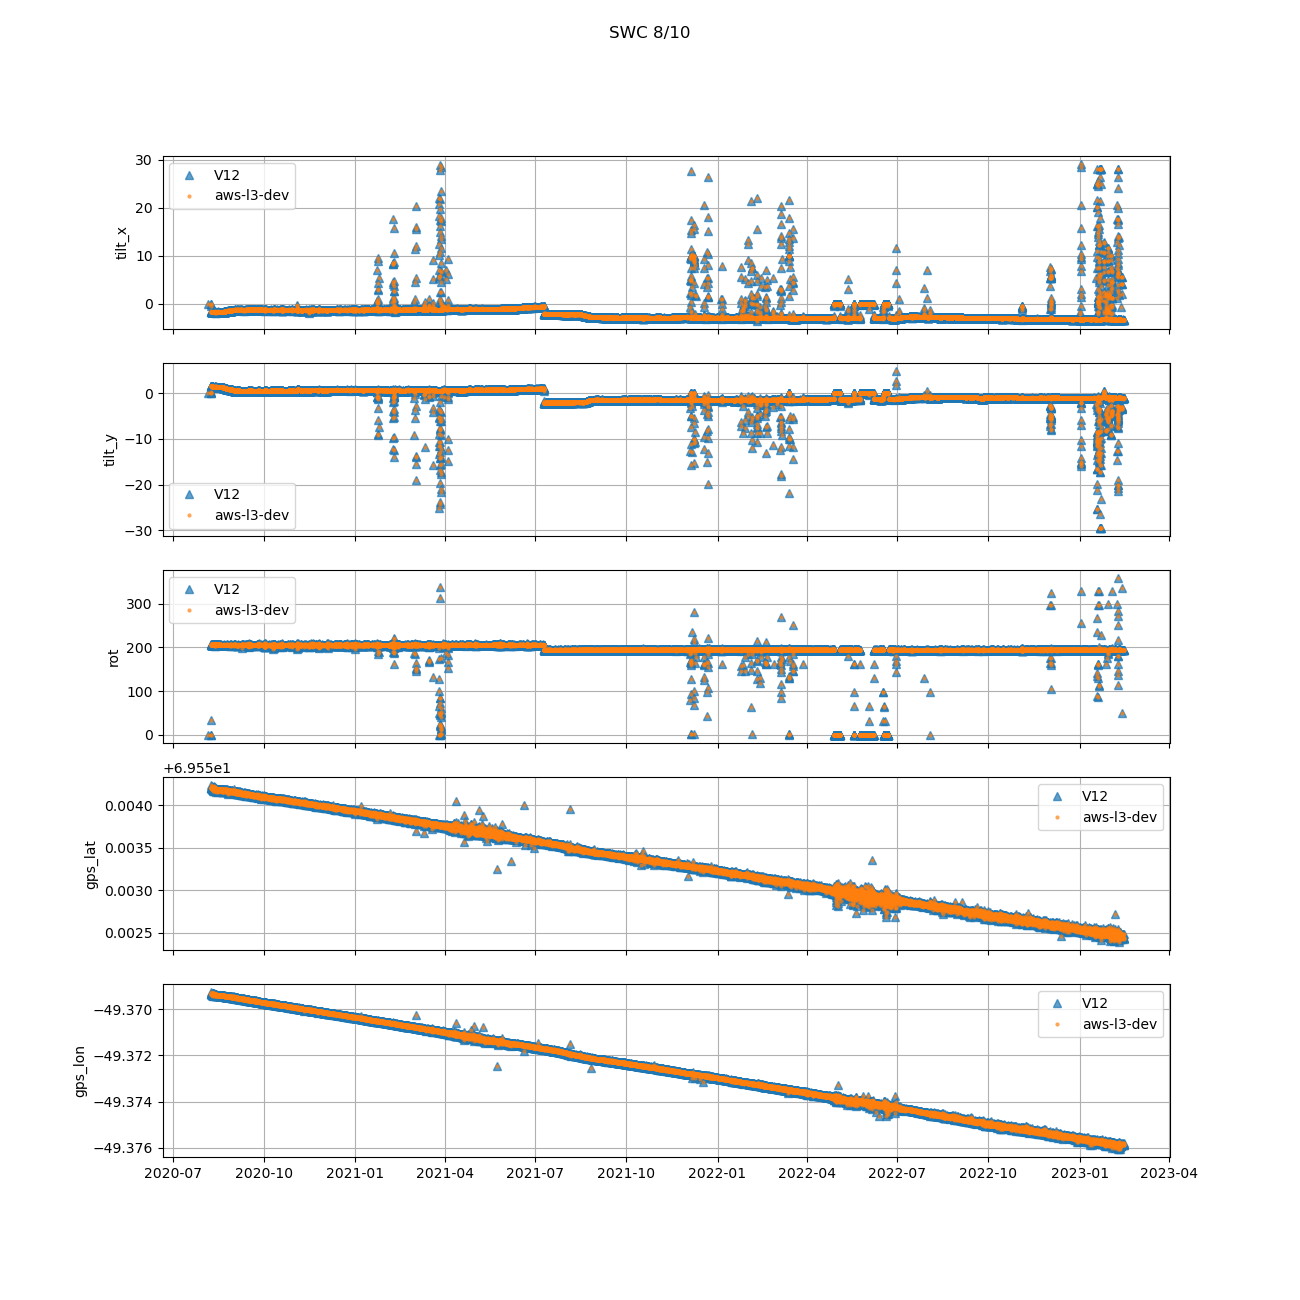 SWC 8/10
30
20
10
0
tilt_x
V12
aws-l3-dev
0
−10
−20
−30
tilt_y
V12
aws-l3-dev
300
200
100
0
rot
V12
aws-l3-dev
+6.955e1
0.0040
0.0035
0.0030
0.0025
gps_lat
V12
aws-l3-dev
−49.370
−49.372
−49.374
−49.376
gps_lon
V12
aws-l3-dev
2020-07 2020-10 2021-01 2021-04 2021-07 2021-10 2022-01 2022-04 2022-07 2022-10 2023-01 2023-04